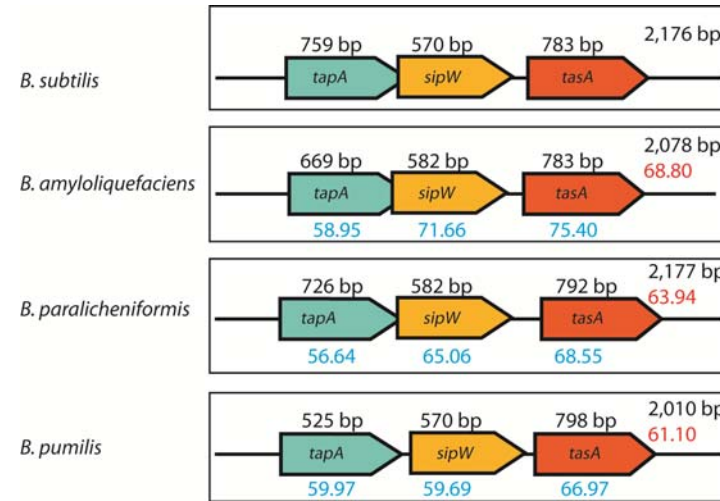 759 bp 570 bp 783 bp 2,176 bp
B. subtilis
tapA sipW tasA
669 bp 582 bp 783 bp 2,078 bp
68.80
B. amyloliquefaciens
tapA sipW tasA
58.95 71.66 75.40
726 bp 582 bp 792 bp 2,177 bp
63.94
B. paralicheniformis
tapA sipW tasA
56.64 65.06 68.55
525 bp 570 bp 798 bp 2,010 bp
61.10
B. pumilis
tapA sipW tasA
59.97 59.69 66.97